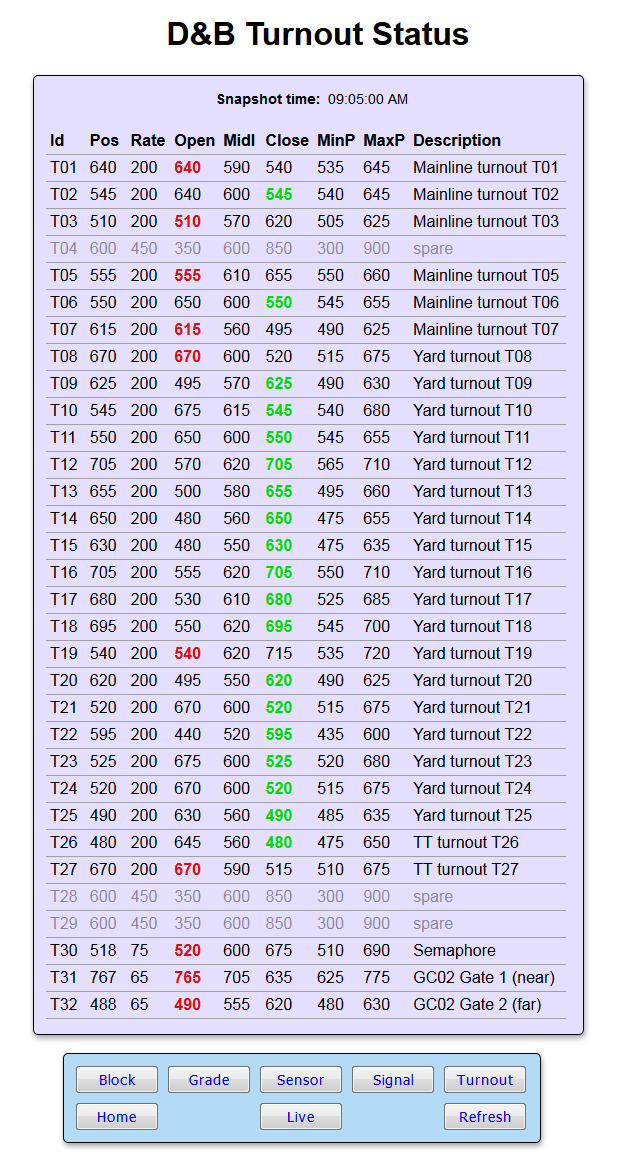 D&B Turnout Status
Snapshot time: 09:05:00 AM
Id Pos Rate Open Midl Close MinP MaxP Description
T01 640 200 640 590 540 535 645 Mainline turnout T01
T02 545 200 640 600 545 540 645 Mainline turnout T02
T03 510 200 510 570 620 505 625 Mainline turnout T03
T04 600 450 350 600 850 300 900 spare
T05 555 200 555 610 655 550 660 Mainline turnout T05
T06 550 200 650 600 550 545 655 Mainline turnout T06
T07 615 200 615 560 495 490 625 Mainline turnout T07
T08 670 200 670 600 520 515 675 Yard turnout T08
T09 625 200 495 570 625 490 630 Yard turnout T09
T10 545 200 675 615 545 540 680 Yard turnout T10
T11 550 200 650 600 550 545 655 Yard turnout T11
T12 705 200 570 620 705 565 710 Yard turnout T12
T13 655 200 500 580 655 495 660 Yard turnout T13
T14 650 200 480 560 650 475 655 Yard turnout T14
T15 630 200 480 550 630 475 635 Yard turnout T15
T16 705 200 555 620 705 550 710 Yard turnout T16
T17 680 200 530 610 680 525 685 Yard turnout T17
T18 695 200 550 620 695 545 700 Yard turnout T18
T19 540 200 540 620 715 535 720 Yard turnout T19
T20 620 200 495 550 620 490 625 Yard turnout T20
T21 520 200 670 600 520 515 675 Yard turnout T21
T22 595 200 440 520 595 435 600 Yard turnout T22
T23 525 200 675 600 525 520 680 Yard turnout T23
T24 520 200 670 600 520 515 675 Yard turnout T24
T25 490 200 630 560 490 485 635 Yard turnout T25
T26 480 200 645 560 480 475 650 TT turnout T26
T27 670 200 670 590 515 510 675 TT turnout T27
T28 600 450 350 600 850 300 900 spare
T29 600 450 350 600 850 300 900 spare
T30 518 75 520 600 675 510 690 Semaphore
T31 767 65 765 705 635 625 775 GC02 Gate 1 (near)
T32 488 65 490 555 620 480 630 GC02 Gate 2 (far)
Block Grade Sensor Signal Turnout
Home Live Refresh